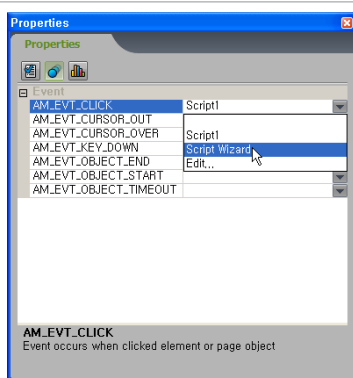 Properties
Properties
Event
AM_EVT_CLICK Script1
AM_EVT_CURSOR_OUT
AM_EVT_CURSOR_OVER Script1
AM_EVT_KEY_DOWN Script Wizard
AM_EVT_OBJECT_END Edit...
AM_EVT_OBJECT_START
AM_EVT_OBJECT_TIMEOUT
AM_EVT_CLICK
Event occurs when clicked element or page object